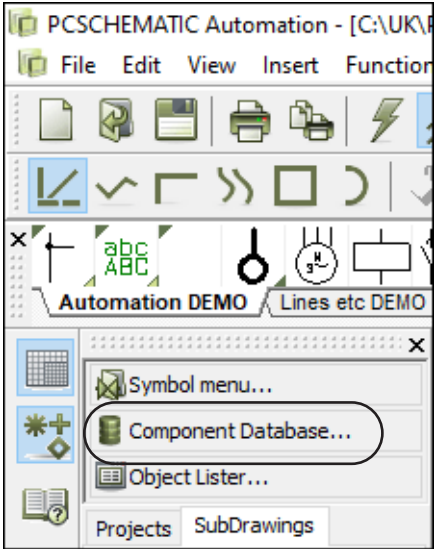 PCSCHEMATIC Automation - [C:\UK\
File Edit View Insert Function
abc
ABC
Automation DEMO Lines etc DEMO
Symbol menu...
Component Database...
Object Lister...
Projects SubDrawings